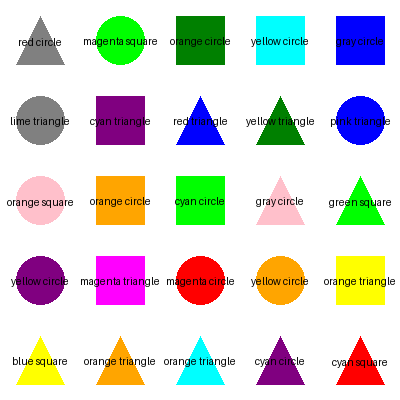 red circle
magenta square
orange circle
yellow circle
gray circle
lime triangle
cyan triangle
red triangle
yellow triangle
pink triangle
orange square
orange circle
cyan circle
gray circle
green square
yellow circle
magenta triangle
magenta circle
yellow circle
orange triangle
blue square
orange triangle
orange triangle
cyan circle
cyan square